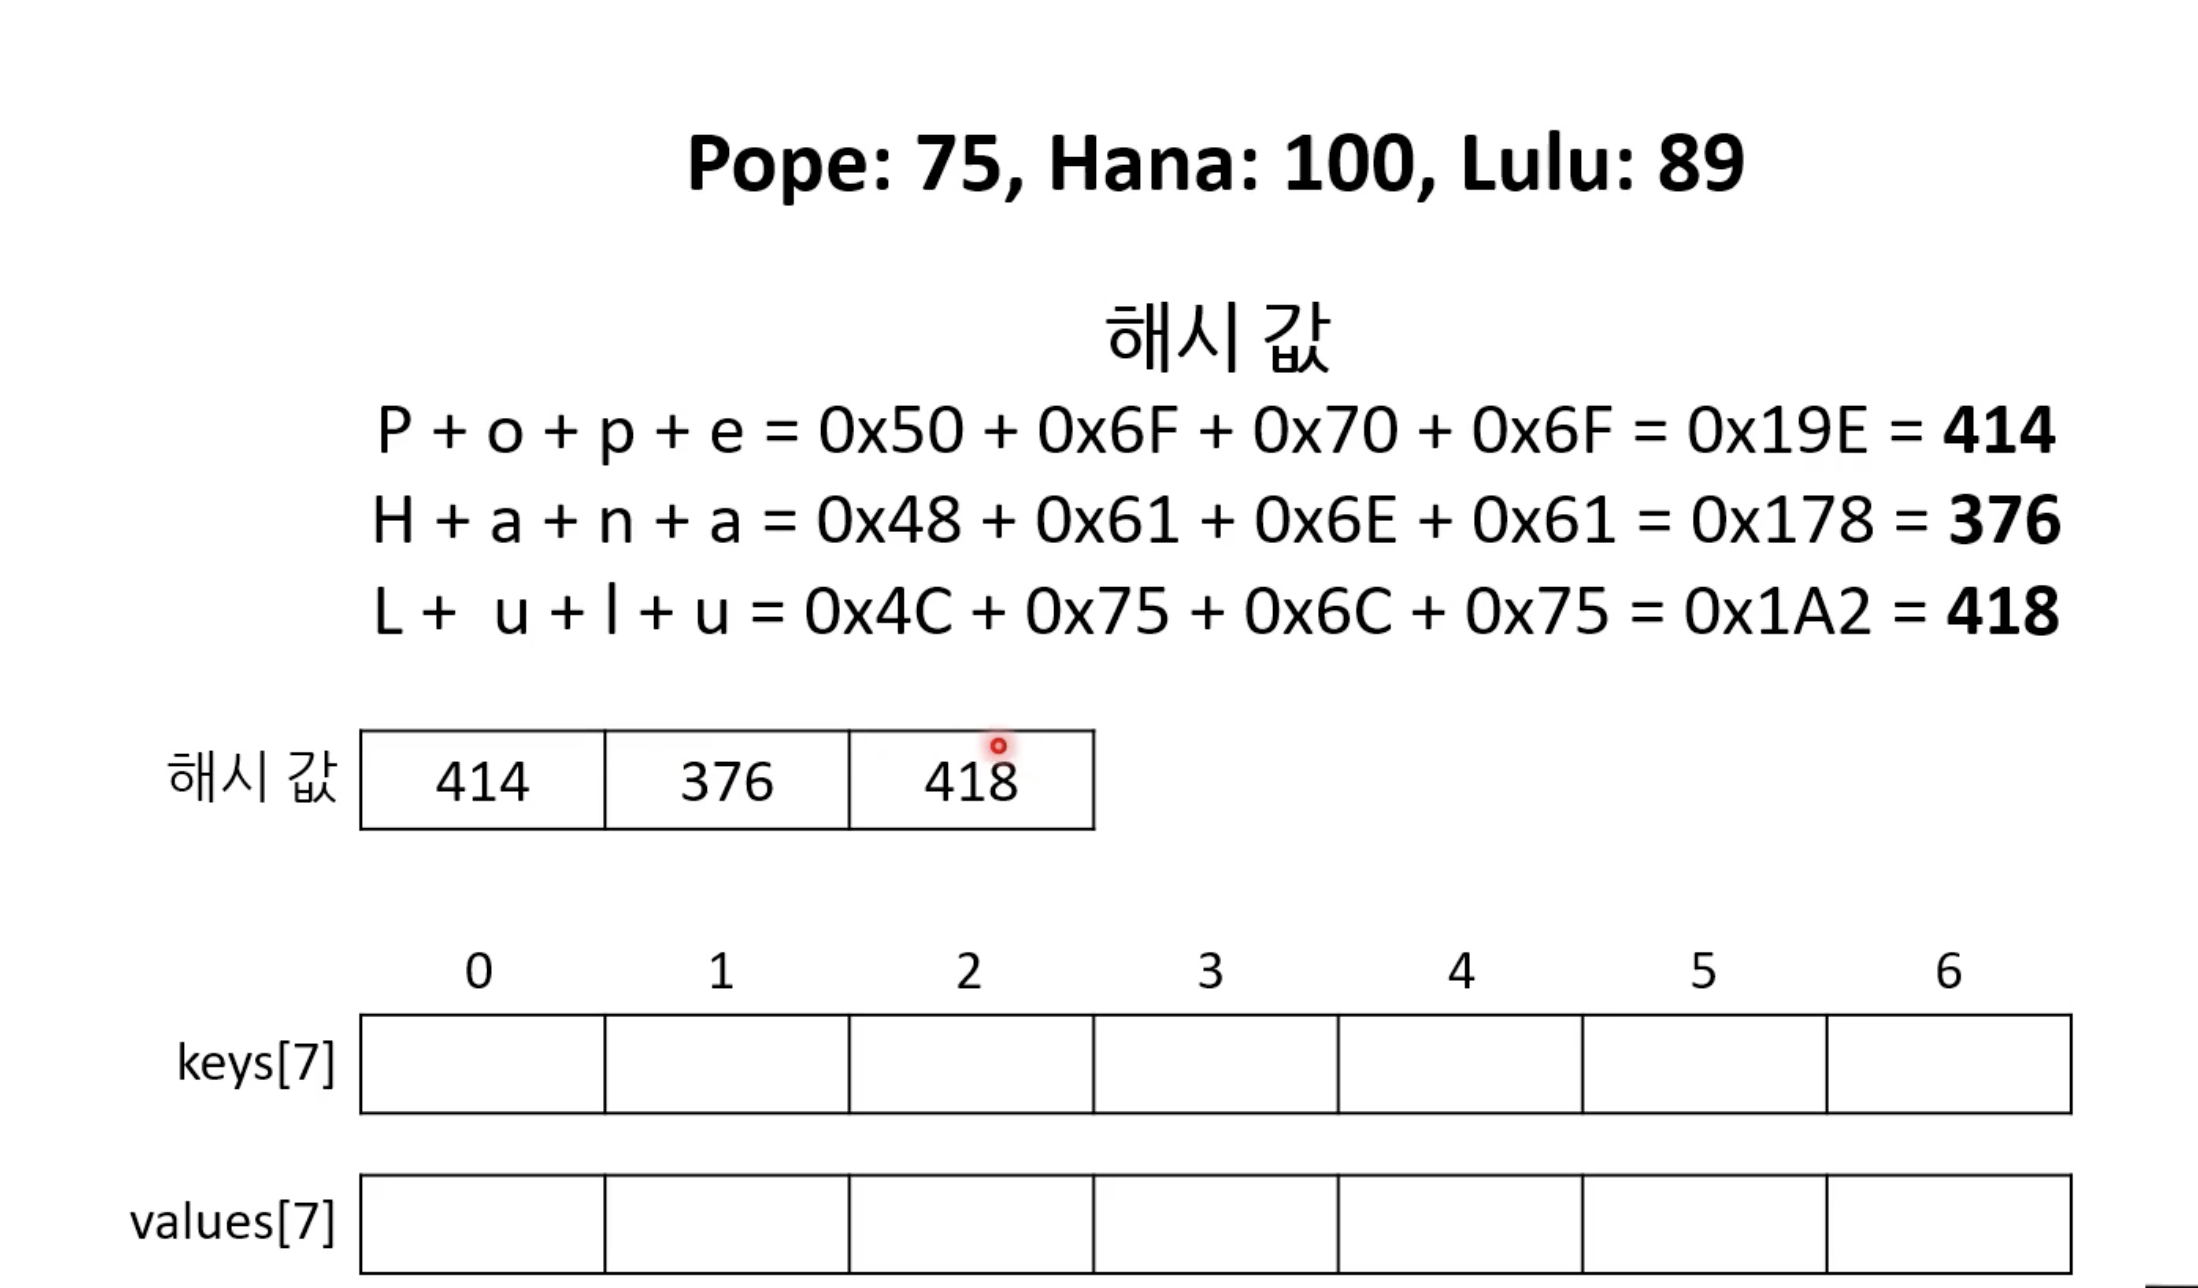 Pope: 75, Hana: 100, Lulu: 89
해시 값
P + o + p + e = 0x50 + 0x6F + 0x70 + 0x6F = 0x19E = 414
H + a + n + a = 0x48 + 0x61 + 0x6E + 0x61 = 0x178 = 376
L + u + l + u = 0x4C + 0x75 + 0x6C + 0x75 = 0x1A2 = 418
해시 값 414 376 418
0 1 2 3 4 5 6
keys[7]
values[7]